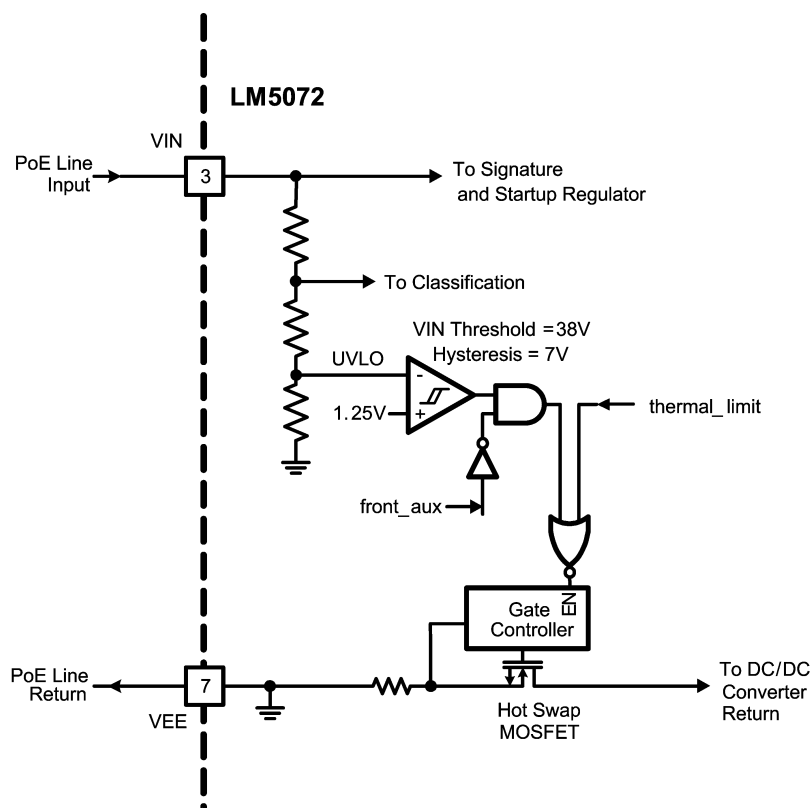 LM5072
VIN
PoE Line
Input
3
To Signature
and Startup Regulator
To Classification
VIN Threshold = 38V
Hysteresis = 7V
UVLO
-
1.25V
+
thermal_limit
front_aux
EN
Gate
Controller
PoE Line
Return
7
VEE
To DC/DC
Converter
Return
Hot Swap
MOSFET